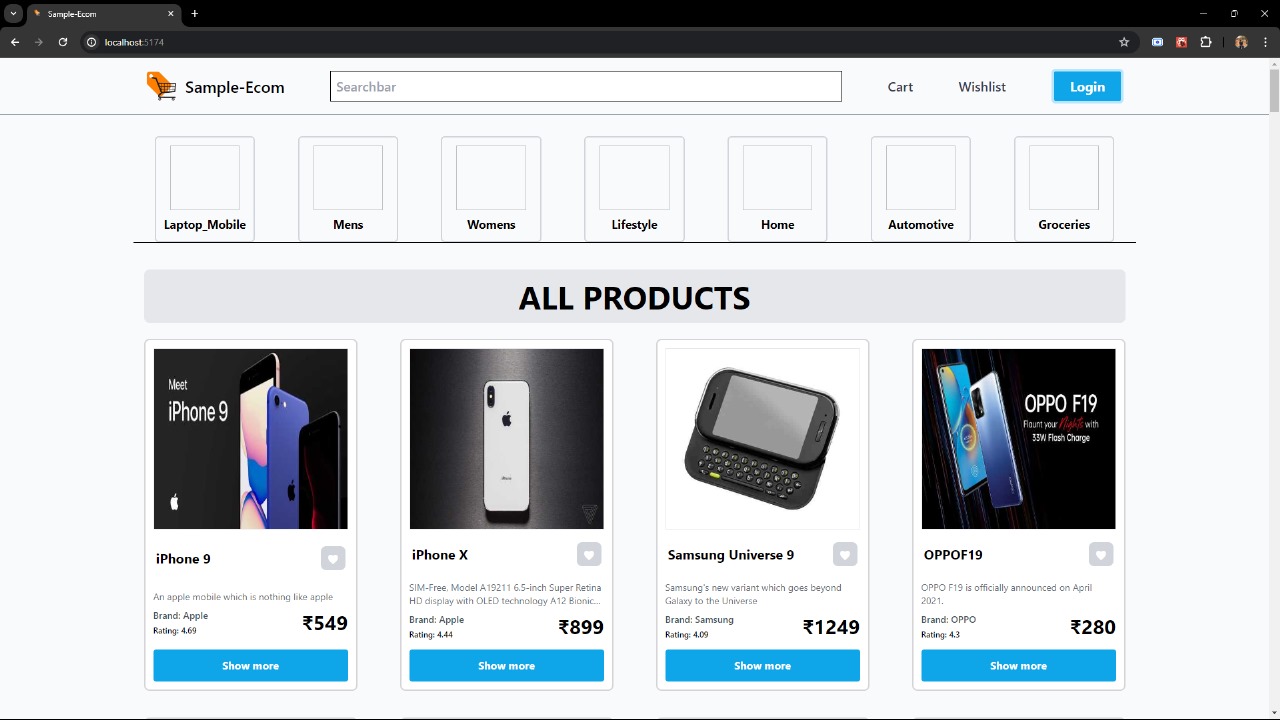 Sample-Ecom
localhost:5174
Sample-Ecom
Searchbar
Cart
Wishlist
Login
Laptop_Mobile
Mens
Womens
Lifestyle
Home
Automotive
Groceries
ALL PRODUCTS
Meet
iPhone 9
iPhone 9
An apple mobile which is nothing like apple
Brand: Apple
Rating: 4.69
₹549
Show more
iPhone
iPhone X
SIM-Free, Model A19211 6.5-inch Super Retina
HD display with OLED technology A12 Bionic...
Brand: Apple
Rating: 4.44
₹899
Show more
Samsung Universe 9
Samsung's new variant which goes beyond
Galaxy to the Universe
Brand: Samsung
Rating: 4.09
₹1249
Show more
OPPO F19
Flaunt your Nights with
33W Flash Charge
OPPOF19
OPPO F19 is officially announced on April
2021.
Brand: OPPO
Rating: 4.3
₹280
Show more